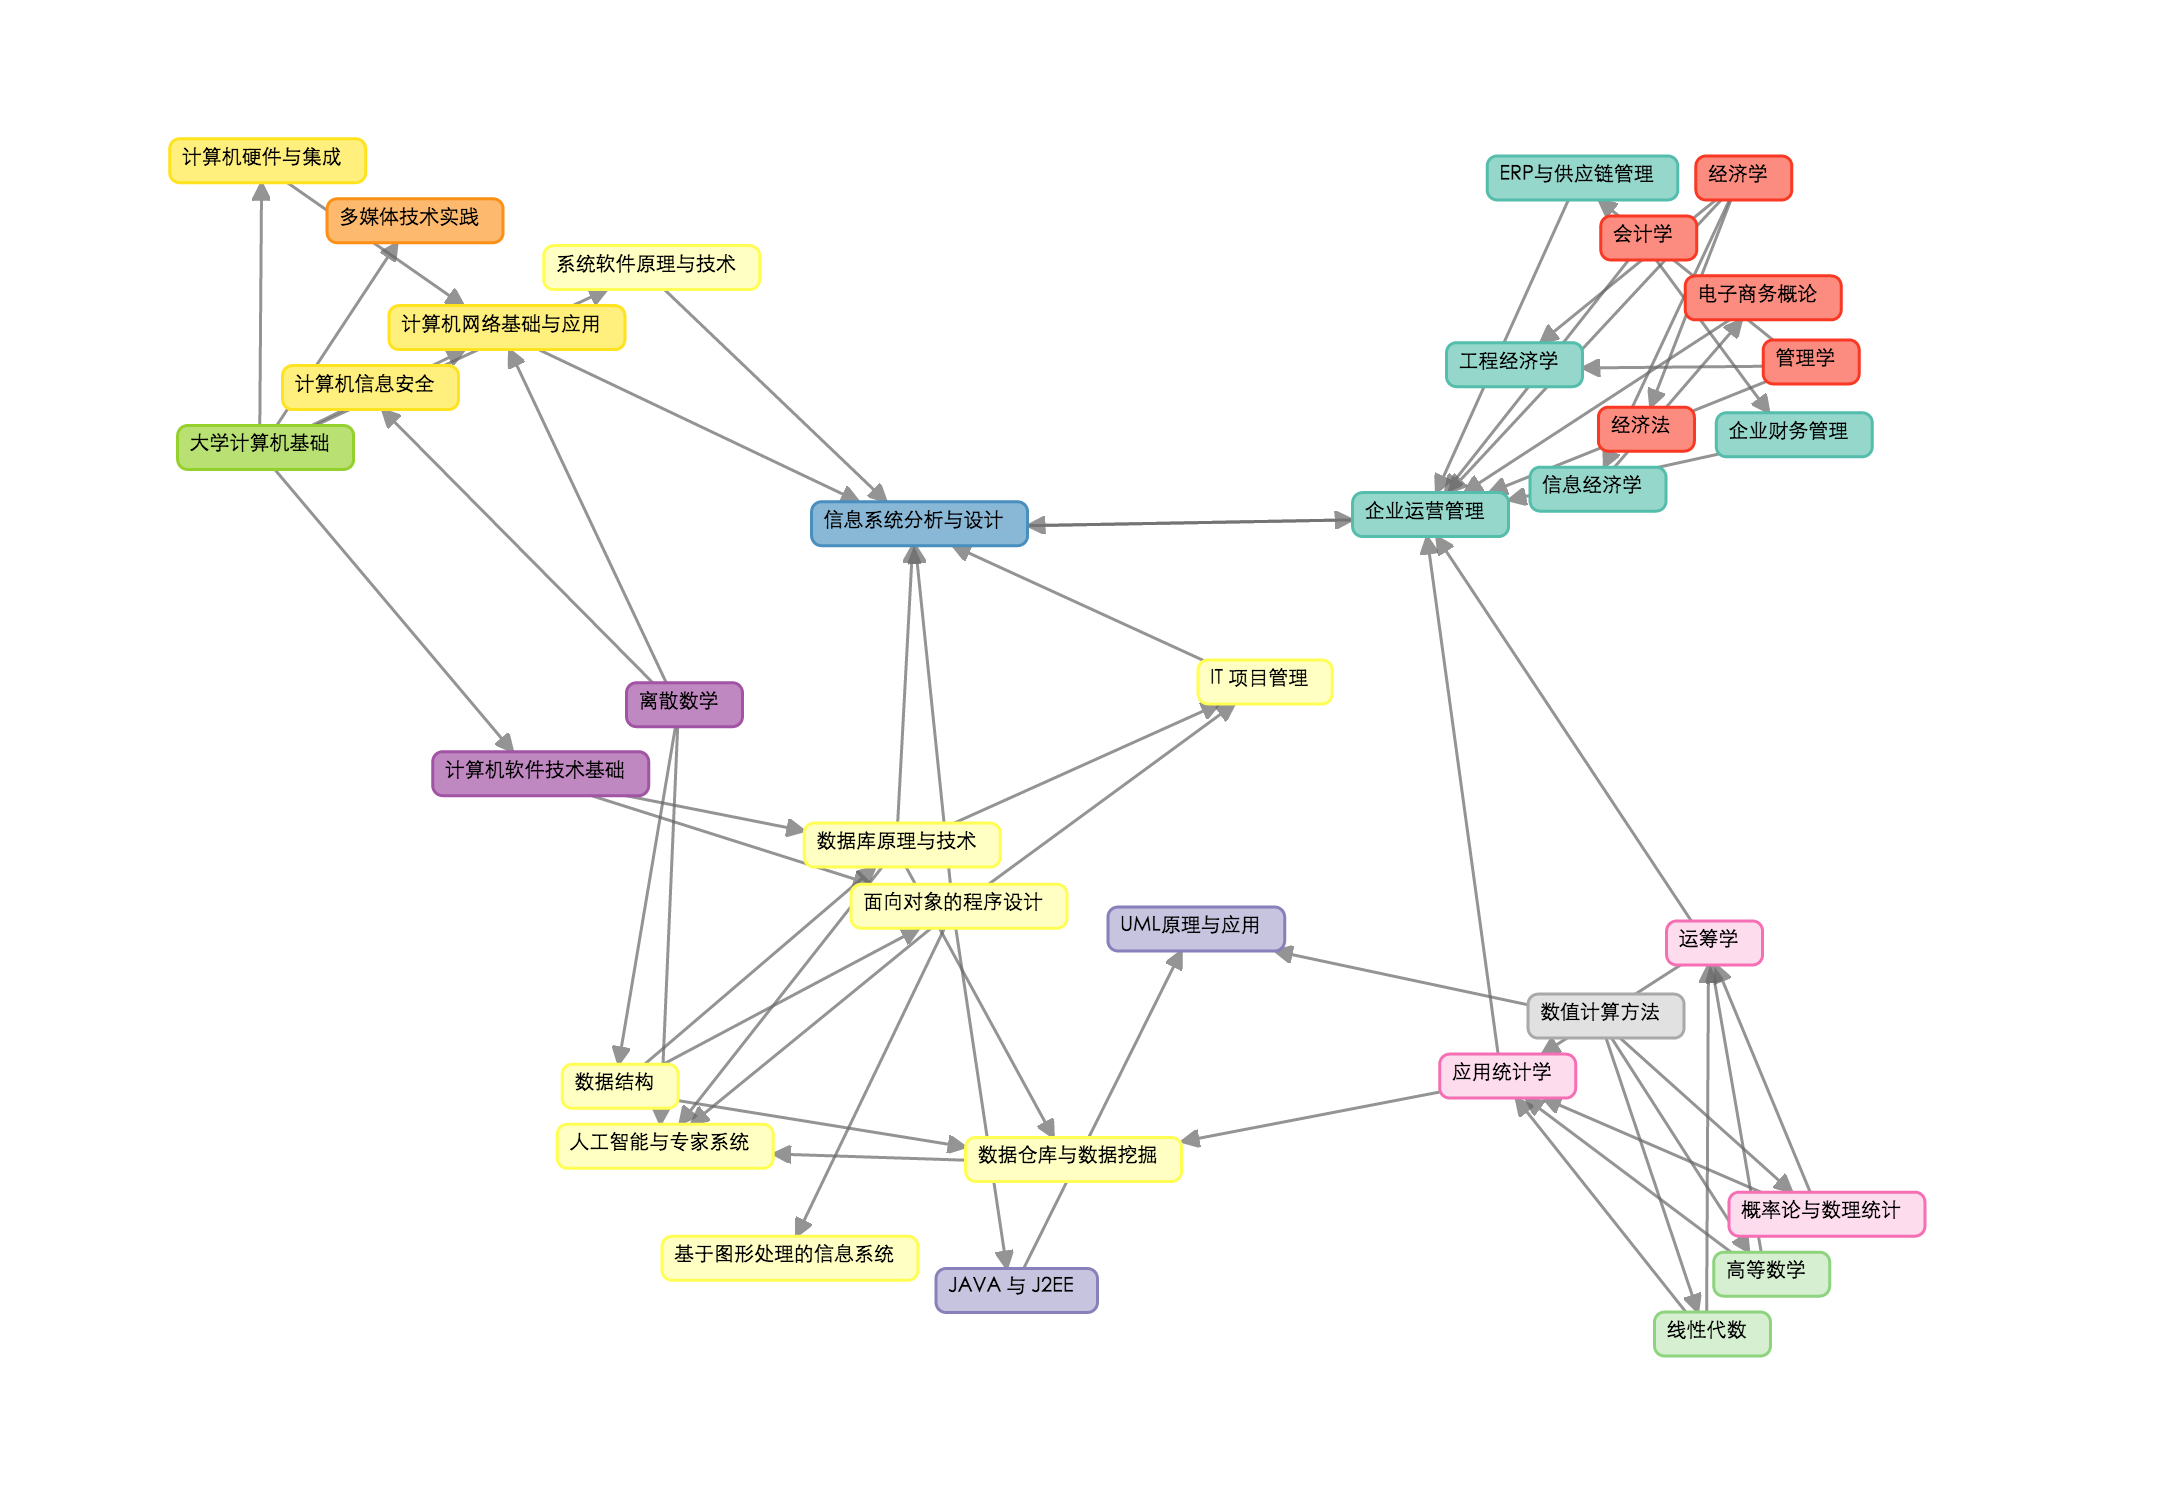 计算机硬件与集成
ERP与供应链管理
经济学
多媒体技术实践
会计学
系统软件原理与技术
电子商务概论
计算机网络基础与应用
工程经济学
管理学
计算机信息安全
经济法
企业财务管理
大学计算机基础
信息经济学
信息系统分析与设计
企业运营管理
IT 项目管理
离散数学
计算机软件技术基础
数据库原理与技术
面向对象的程序设计
UML原理与应用
运筹学
数值计算方法
应用统计学
数据结构
人工智能与专家系统
数据仓库与数据挖掘
概率论与数理统计
基于图形处理的信息系统
高等数学
JAVA 与 J2EE
线性代数